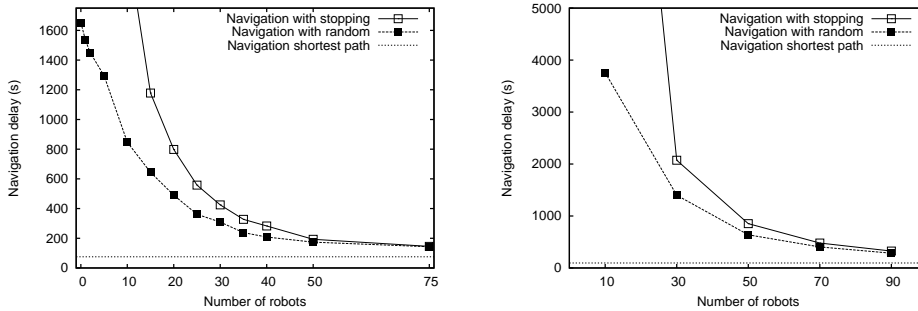 Navigation with stopping
Navigation with random
Navigation shortest path
Navigation delay (s)
1600
1400
1200
1000
800
600
400
200
0
0 10 20 30 40 50 75
Number of robots
Navigation with stopping
Navigation with random
Navigation shortest path
Navigation delay (s)
5000
4000
3000
2000
1000
0
10 30 50 70 90
Number of robots